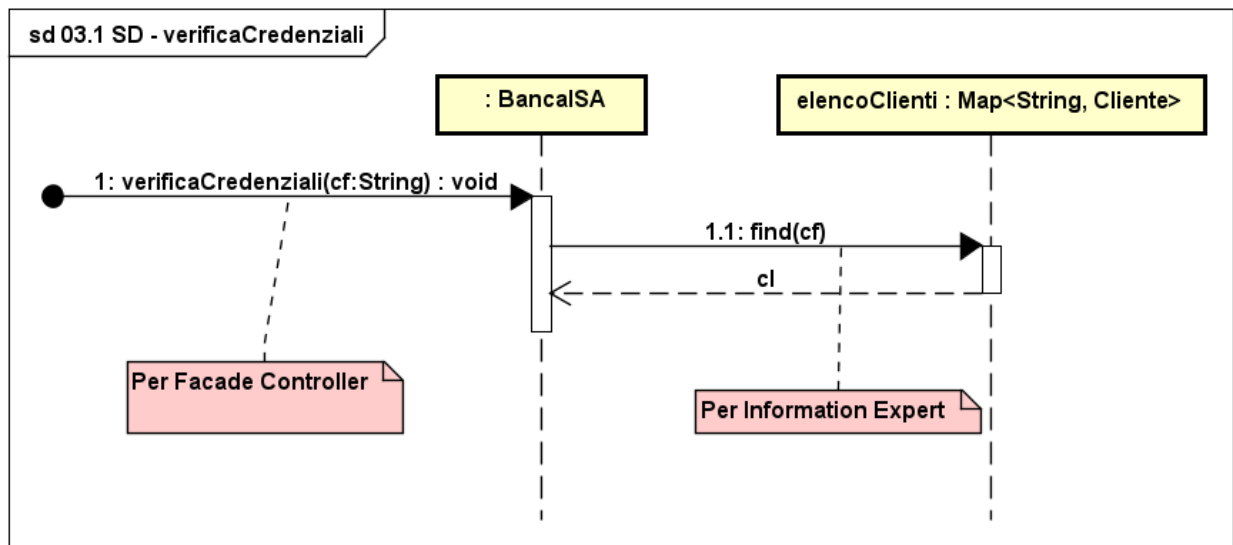 sd 03.1 SD - verificaCredenziali
: BancaISA
elencoClienti : Map<String, Cliente>
1: verificaCredenziali(cf:String) : void
1.1: find(cf)
cl
Per Facade Controller
Per Information Expert